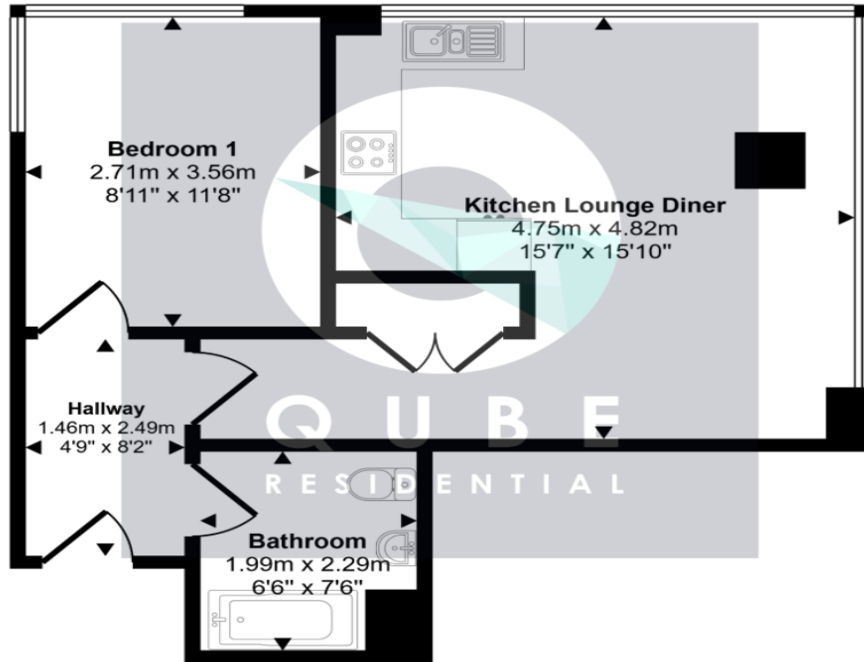 Bedroom 1
2.71m x 3.56m
8'11" x 11'8"
Kitchen Lounge Diner
4.75m x 4.82m
15'7" x 15'10"
Hallway
1.46m x 2.49m
4'9" x 8'2"
QUBE
RESIDENTIAL
Bathroom
1.99m x 2.29m
6'6" x 7'6"